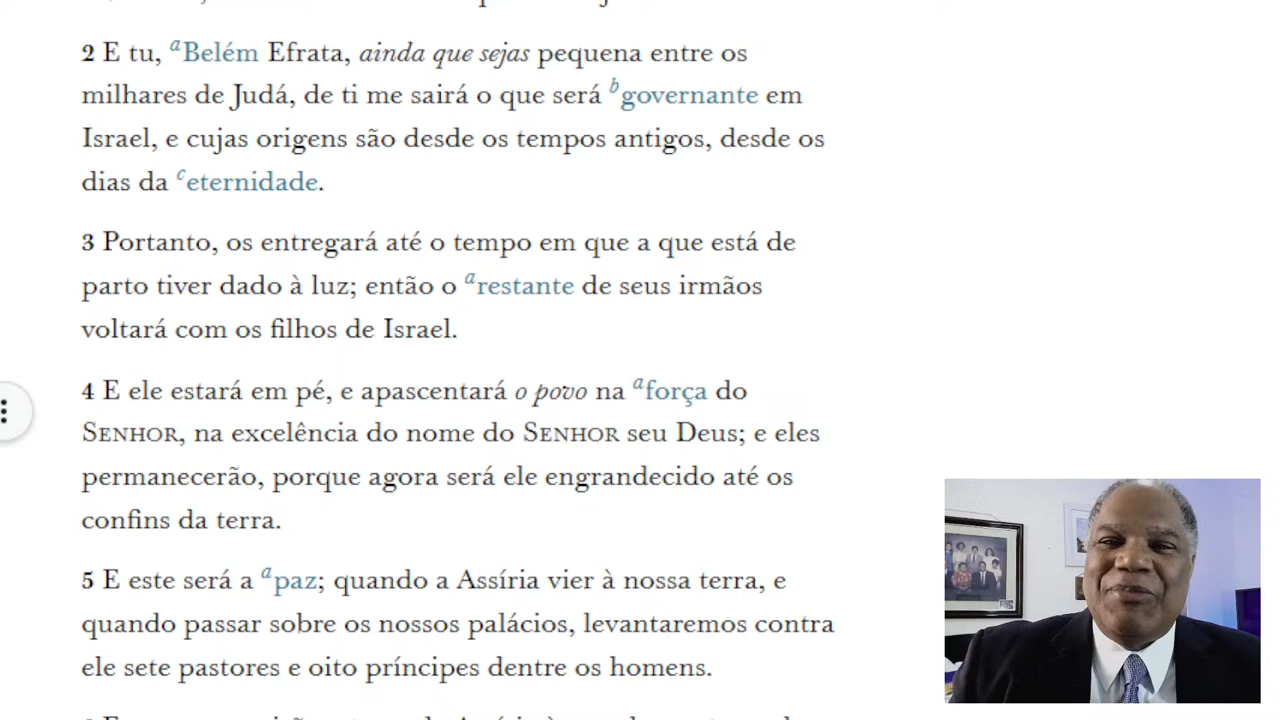 2 E tu, aBelém Efrata, ainda que sejas pequena entre os
milhares de Judá, de ti me sairá o que será bgovernante em
Israel, e cujas origens são desde os tempos antigos, desde os
dias da ceternidade.
3 Portanto, os entregará até o tempo em que a que está de
parto tiver dado à luz; então o arestante de seus irmãos
voltará com os filhos de Israel.
4 E ele estará em pé, e apascentará o povo na aforça do
SENHOR, na excelência do nome do SENHOR seu Deus; e eles
permanecerão, porque agora será ele engrandecido até os
confins da terra.
5 E este será a apaz; quando a Assíria vier à nossa terra, e
quando passar sobre os nossos palácios, levantaremos contra
ele sete pastores e oito príncipes dentre os homens.